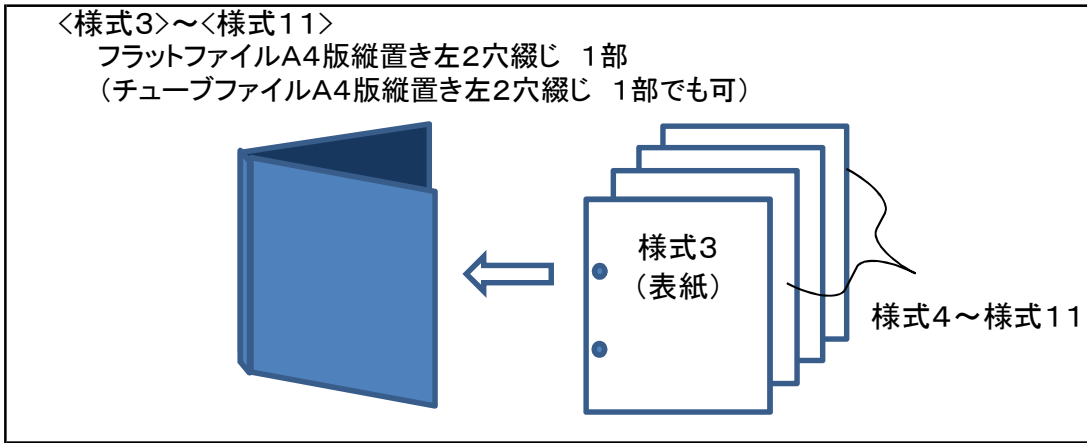 <様式３>～<様式１１>
フラットファイルA４版縦置き左２穴綴じ　１部
（チューブファイルA４版縦置き左２穴綴じ　１部でも可）
様式３
（表紙）
様式４～様式１１